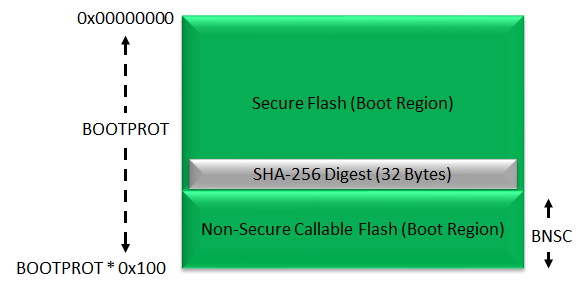 0x00000000
Secure Flash (Boot Region)
BOOTPROT
SHA-256 Digest (32 Bytes)
Non-Secure Callable Flash (Boot Region)
BNSC
BOOTPROT * 0x100